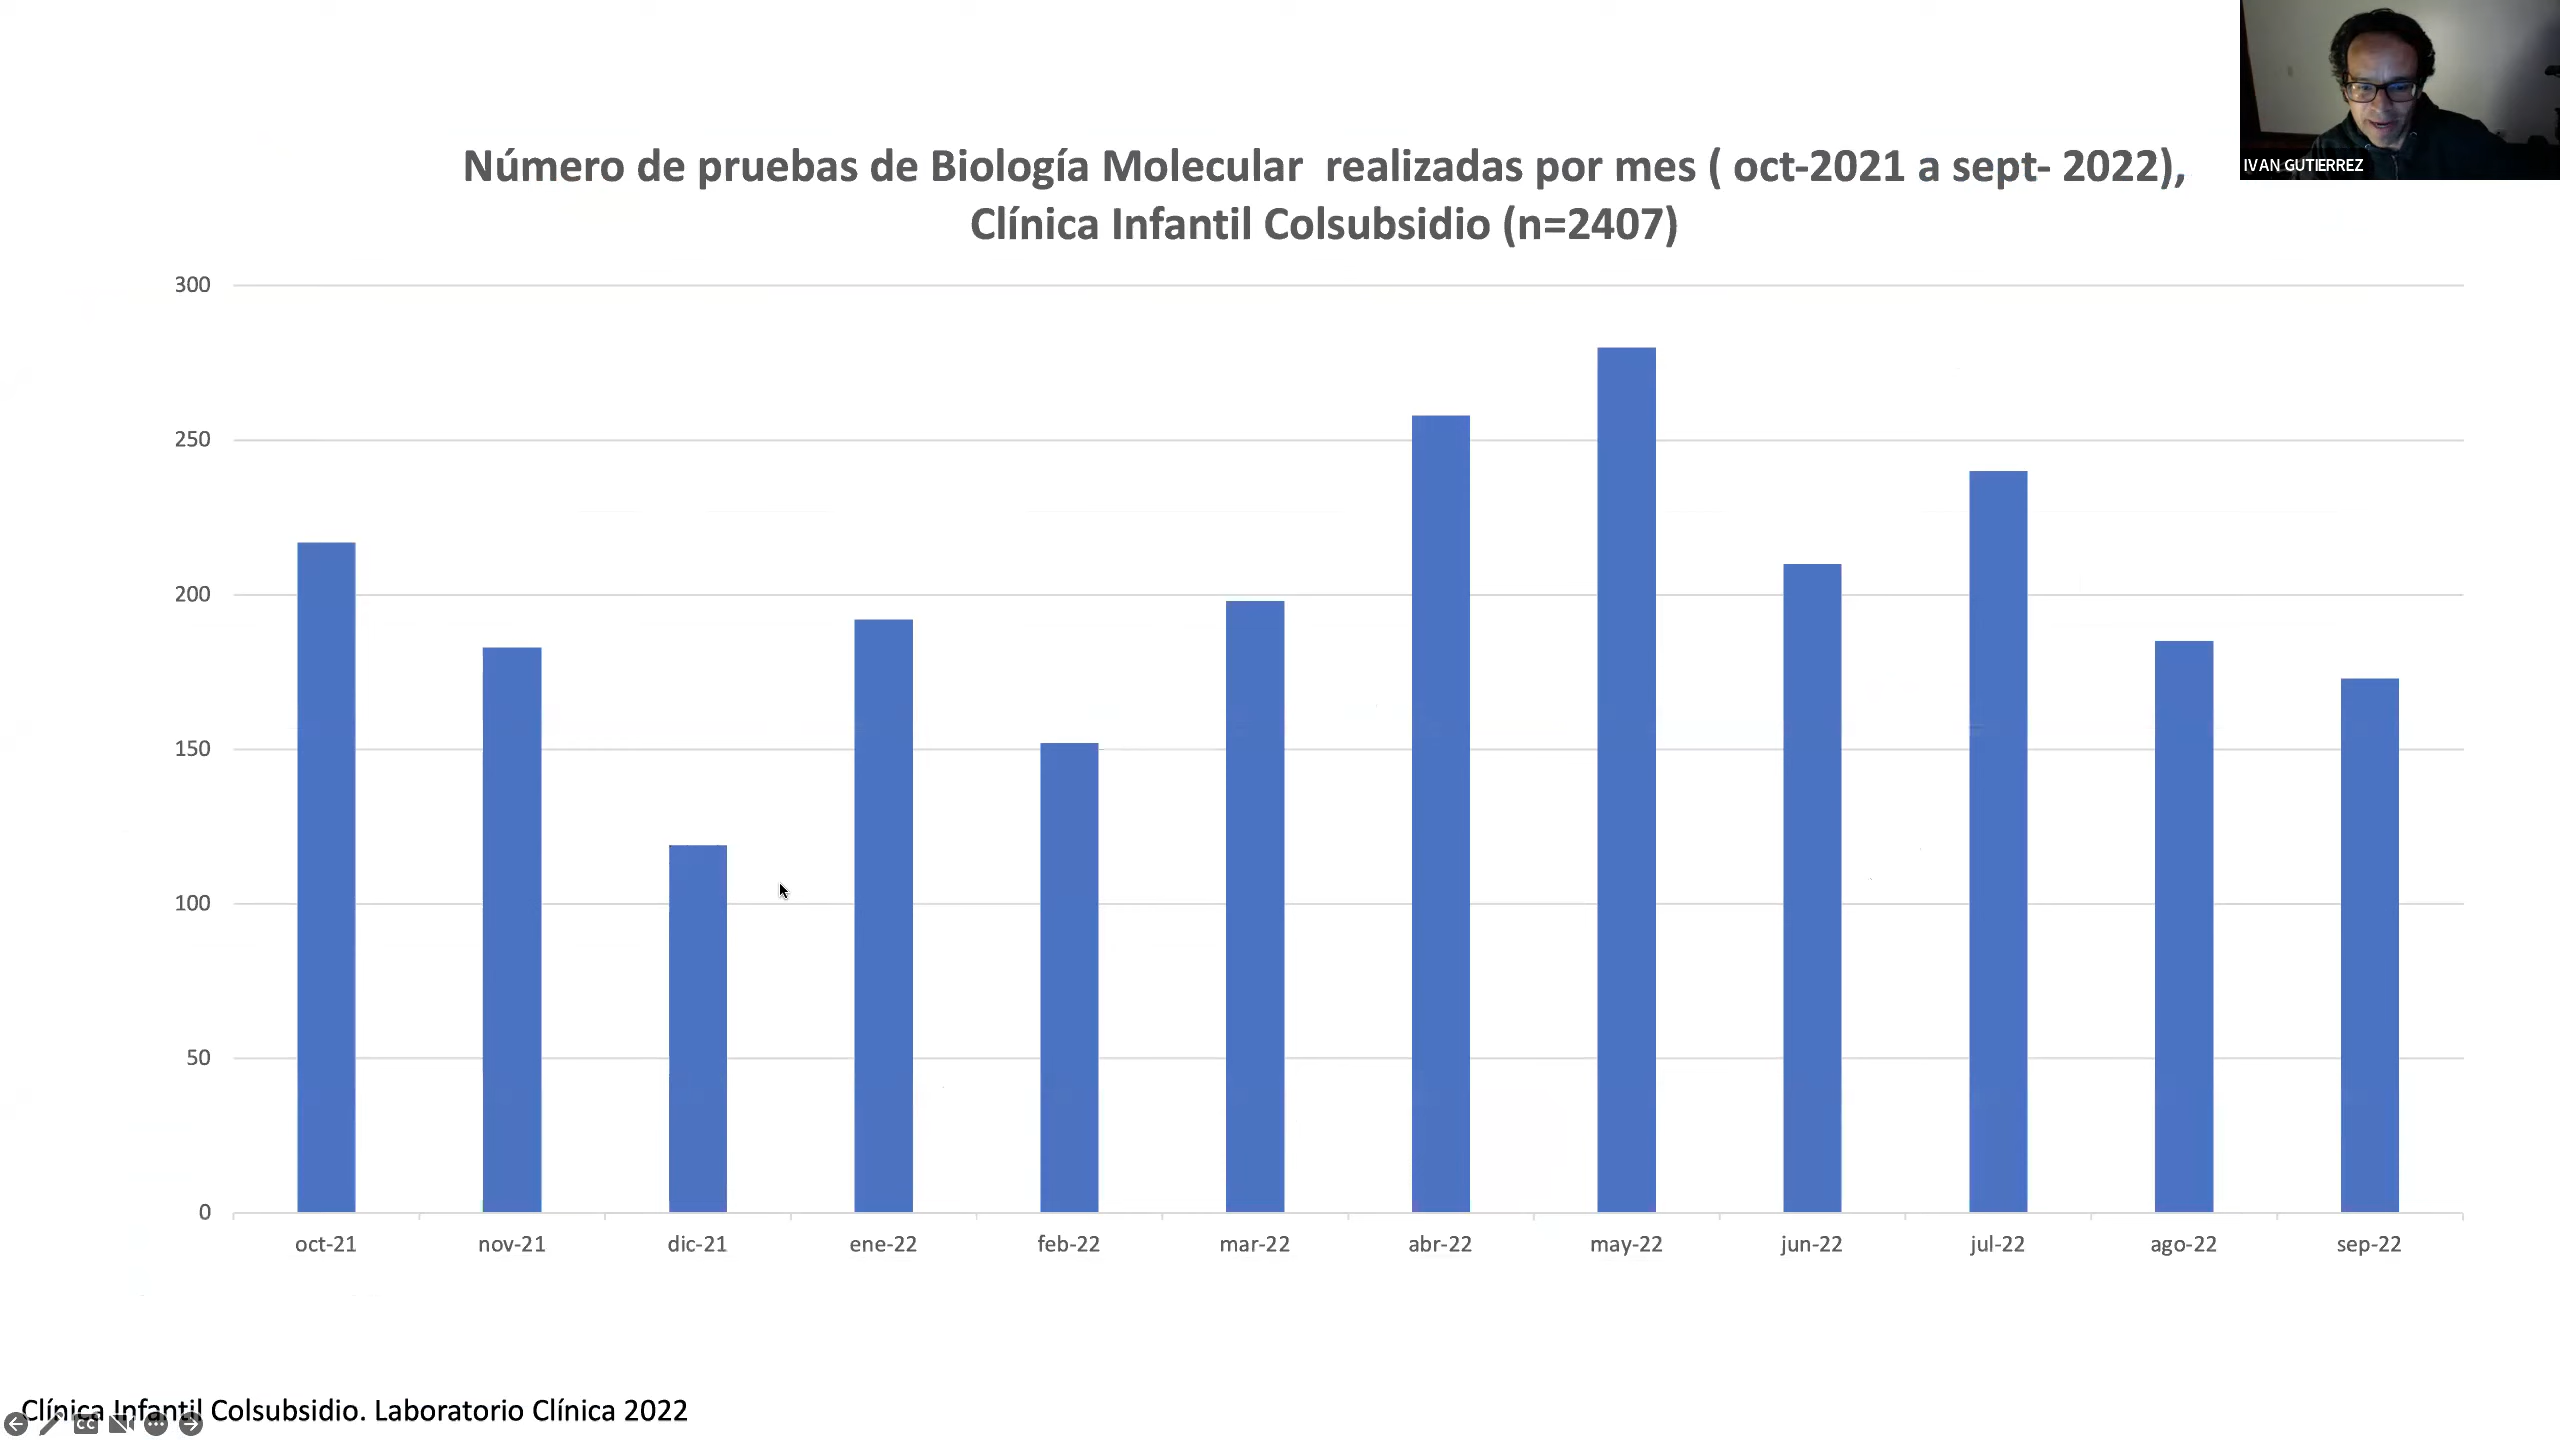 IVAN GUTIERREZ
Número de pruebas de Biología Molecular  realizadas por mes ( oct-2021 a sept- 2022),
Clínica Infantil Colsubsidio (n=2407)
300
250
200
150
100
50
0
oct-21 nov-21 dic-21 ene-22 feb-22 mar-22 abr-22 may-22 jun-22 jul-22 ago-22 sep-22
Clínica Infantil Colsubsidio. Laboratorio Clínica 2022
CC